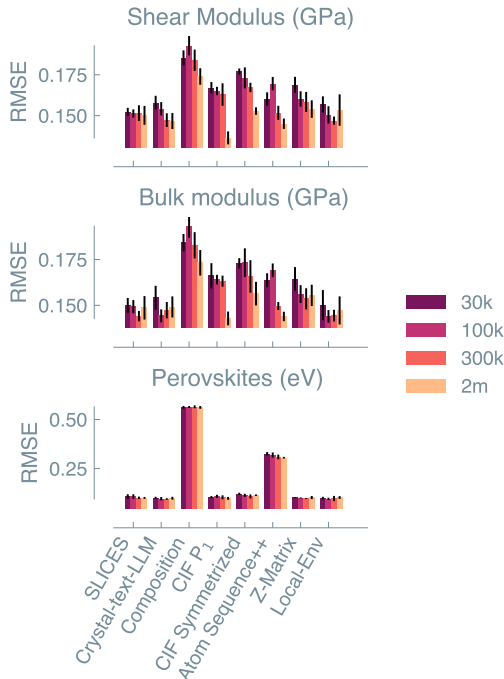 Shear Modulus (GPa)
RMSE
0.175
0.150
Bulk modulus (GPa)
RMSE
0.175
0.150
30k
100k
300k
2m
Perovskites (eV)
RMSE
0.50
0.25
SLICES
Crystal-text-LLM
Composition
CIF P₁
CIF Symmetrized
Atom Sequence++
Z-Matrix
Local-Env